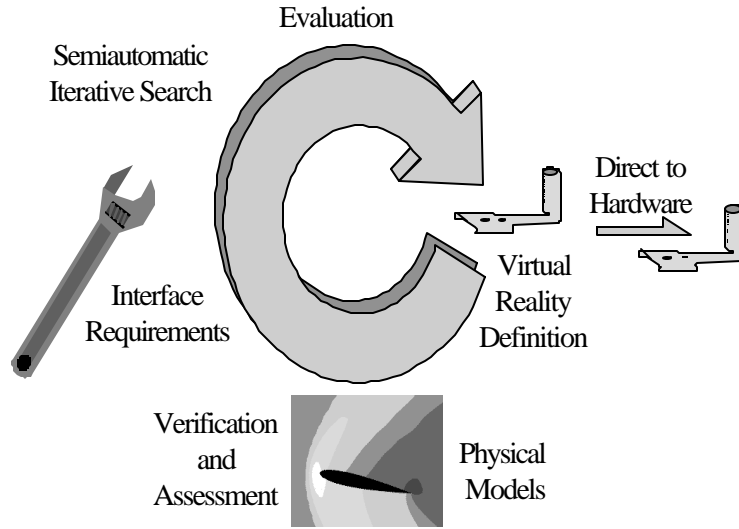 Evaluation
Semiautomatic
Iterative Search
Direct to
Hardware
Interface
Requirements
Virtual
Reality
Definition
Verification
and
Assessment
Physical
Models